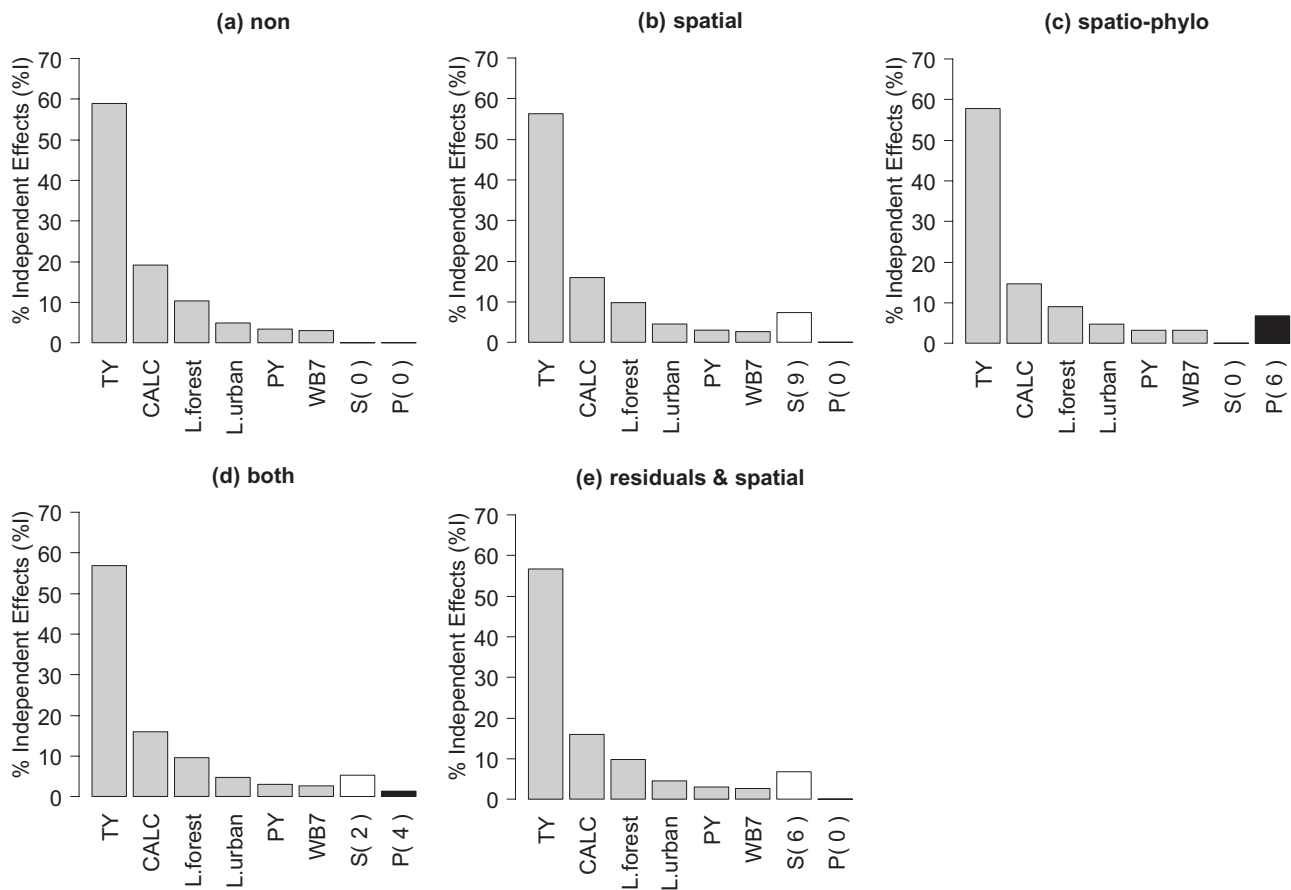 (a) non
% Independent Effects (%I)
70
60
50
40
30
20
10
0
TY
CALC
L.forest
L.urban
PY
WB7
S( 0 )
P( 0 )
(b) spatial
% Independent Effects (%I)
70
60
50
40
30
20
10
0
TY
CALC
L.forest
L.urban
PY
WB7
S( 9 )
P( 0 )
(c) spatio-phylo
% Independent Effects (%I)
70
60
50
40
30
20
10
0
TY
CALC
L.forest
L.urban
PY
WB7
S( 0 )
P( 6 )
(d) both
% Independent Effects (%I)
70
60
50
40
30
20
10
0
TY
CALC
L.forest
L.urban
PY
WB7
S( 2 )
P( 4 )
(e) residuals & spatial
% Independent Effects (%I)
70
60
50
40
30
20
10
0
TY
CALC
L.forest
L.urban
PY
WB7
S( 6 )
P( 0 )